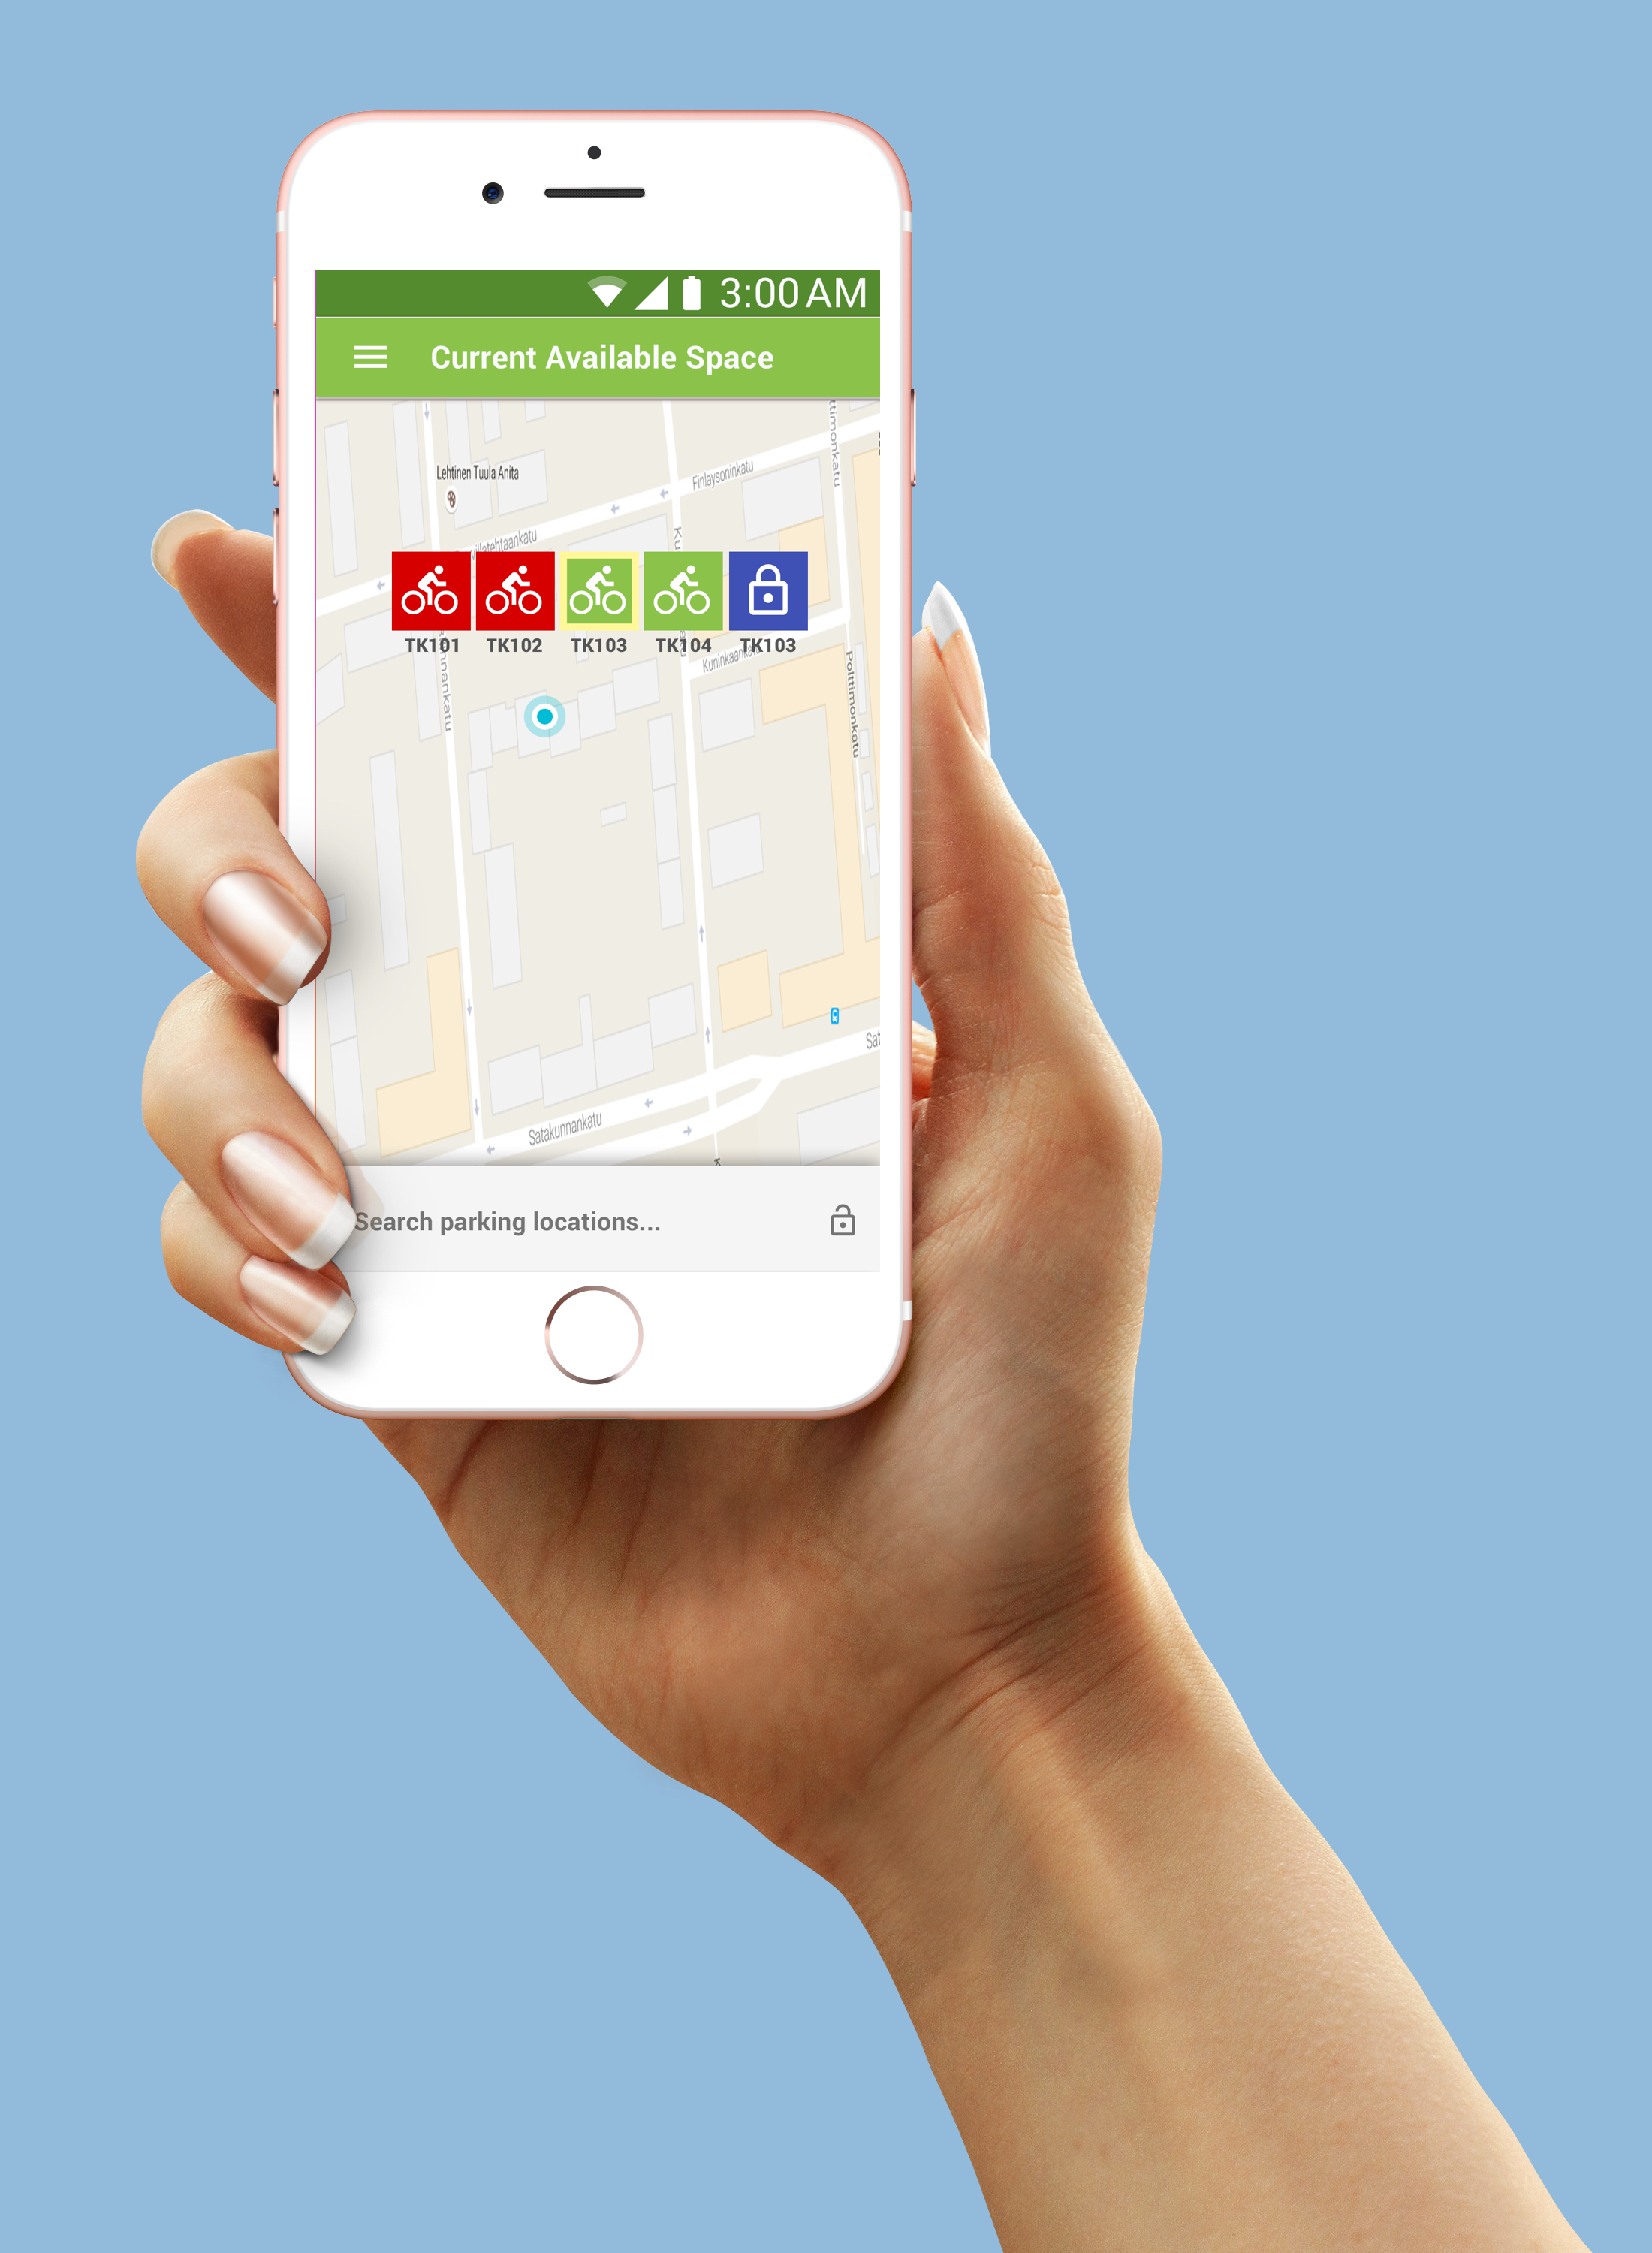 3:00 AM
Current Available Space
Lehtinen Tuula Anita
Finlaysoninkatu
TK101 TK102 TK103 TK104 TK103
Kuninkaankatu
Polttimonkatu
Satakunnankatu
Search parking locations...